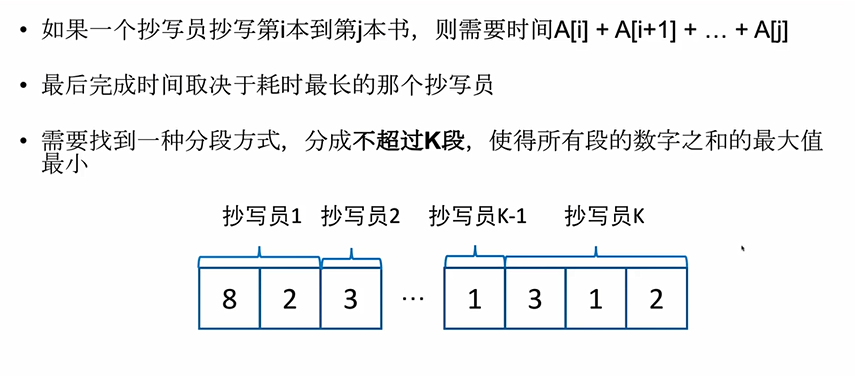 • 如果一个抄写员抄写第i本到第j本书，则需要时间A[i] + A[i+1] + … + A[j]
• 最后完成时间取决于耗时最长的那个抄写员
• 需要找到一种分段方式，分成不超过K段，使得所有段的数字之和的最大值
最小
抄写员1 抄写员2 抄写员K-1 抄写员K
8 2 3 … 1 3 1 2